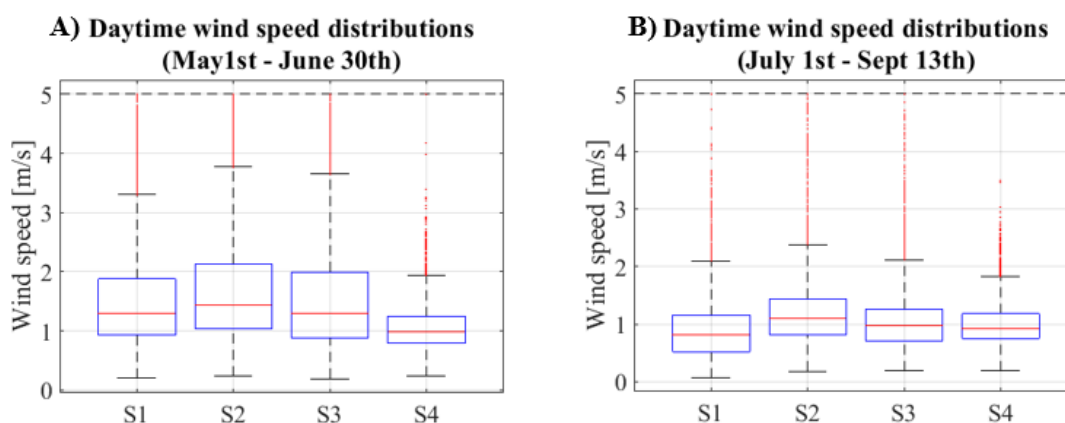 A) Daytime wind speed distributions
(May1st - June 30th)
Wind speed [m/s]
5
4
3
2
1
0
S1 S2 S3 S4
B) Daytime wind speed distributions
(July 1st - Sept 13th)
Wind speed [m/s]
5
4
3
2
1
0
S1 S2 S3 S4